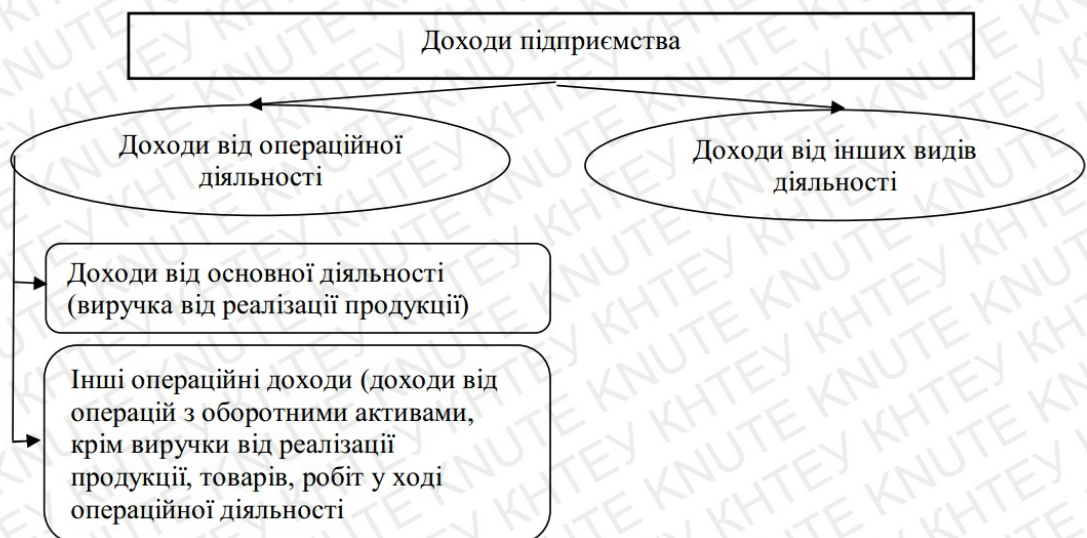 Доходи підприємства
Доходи від операційної
діяльності
Доходи від інших видів
діяльності
Доходи від основної діяльності
(виручка від реалізації продукції)
Інші операційні доходи (доходи від
операцій з оборотними активами,
крім виручки від реалізації
продукції, товарів, робіт у ході
операційної діяльності